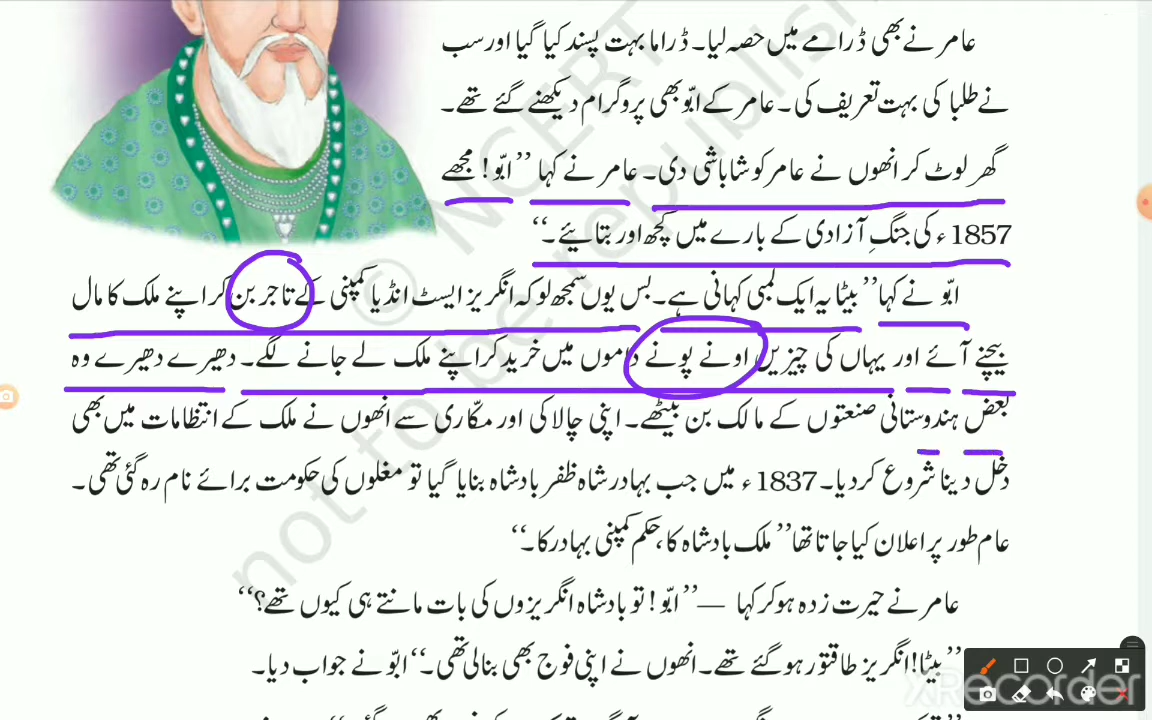 عامر نے بھی ڈرامے میں حصہ لیا۔ ڈراما بہت پسند کیا گیا اور سب
نے طلبا کی بہت تعریف کی۔ عامر کے ابّو بھی پروگرام دیکھنے گئے تھے۔
گھر لوٹ کر انھوں نے عامر کو شاباشی دی۔ عامر نے کہا ”ابّو! مجھے
1857ء کی جنگِ آزادی کے بارے میں کچھ اور بتایئے۔“
ابّو نے کہا ”بیٹا یہ ایک لمبی کہانی ہے۔ بس یوں سمجھ لو کہ انگریز ایسٹ انڈیا کمپنی کے تاجر بن کر اپنے ملک کا مال
بیچنے آئے اور یہاں کی چیزیں اونے پونے داموں میں خرید کر اپنے ملک لے جانے لگے۔ دھیرے دھیرے وہ
بعض ہندوستانی صنعتوں کے مالک بن بیٹھے۔ اپنی چالاکی اور مکّاری سے انھوں نے ملک کے انتظامات میں بھی
دخل دینا شروع کر دیا۔ 1837ء میں جب بہادر شاہ ظفر بادشاہ بنایا گیا تو مغلوں کی حکومت برائے نام رہ گئی تھی۔
عام طور پر اعلان کیا جاتا تھا ”ملک بادشاہ کا، حکم کمپنی بہادر کا۔“
عامر نے حیرت زدہ ہو کر کہا — ”ابّو! تو بادشاہ انگریزوں کی بات مانتے ہی کیوں تھے؟“
”بیٹا! انگریز طاقتور ہو گئے تھے۔ انھوں نے اپنی فوج بھی بنا لی تھی۔“ ابّو نے جواب دیا۔
© NCERT
not to be republish
XRecorder